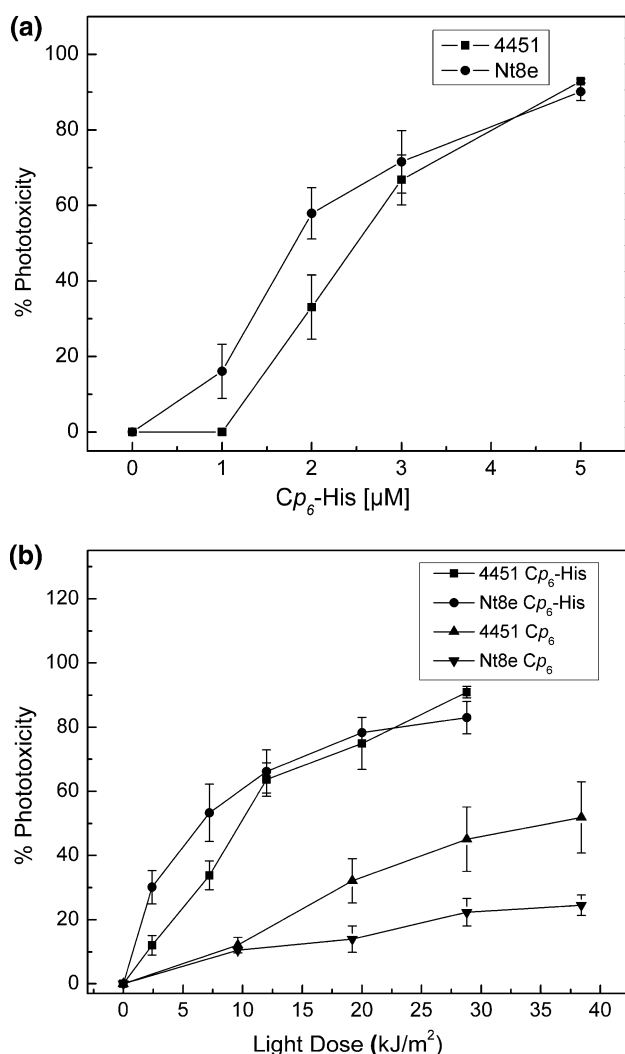 (a)
4451
Nt8e
100
80
60
40
20
0
% Phototoxicity
0 1 2 3 4 5
Cp6-His [µM]
(b)
4451 Cp6-His
Nt8e Cp6-His
4451 Cp6
Nt8e Cp6
120
100
80
60
40
20
0
% Phototoxicity
0 5 10 15 20 25 30 35 40
Light Dose (kJ/m²)